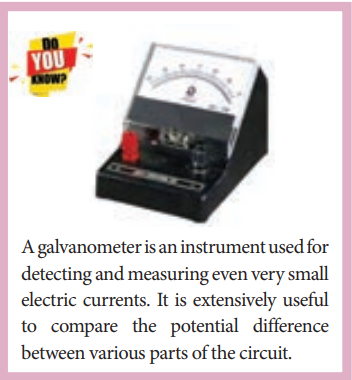 DO
YOU
KNOW?
A galvanometer is an instrument used for
detecting and measuring even very small
electric currents. It is extensively useful
to compare the potential difference
between various parts of the circuit.